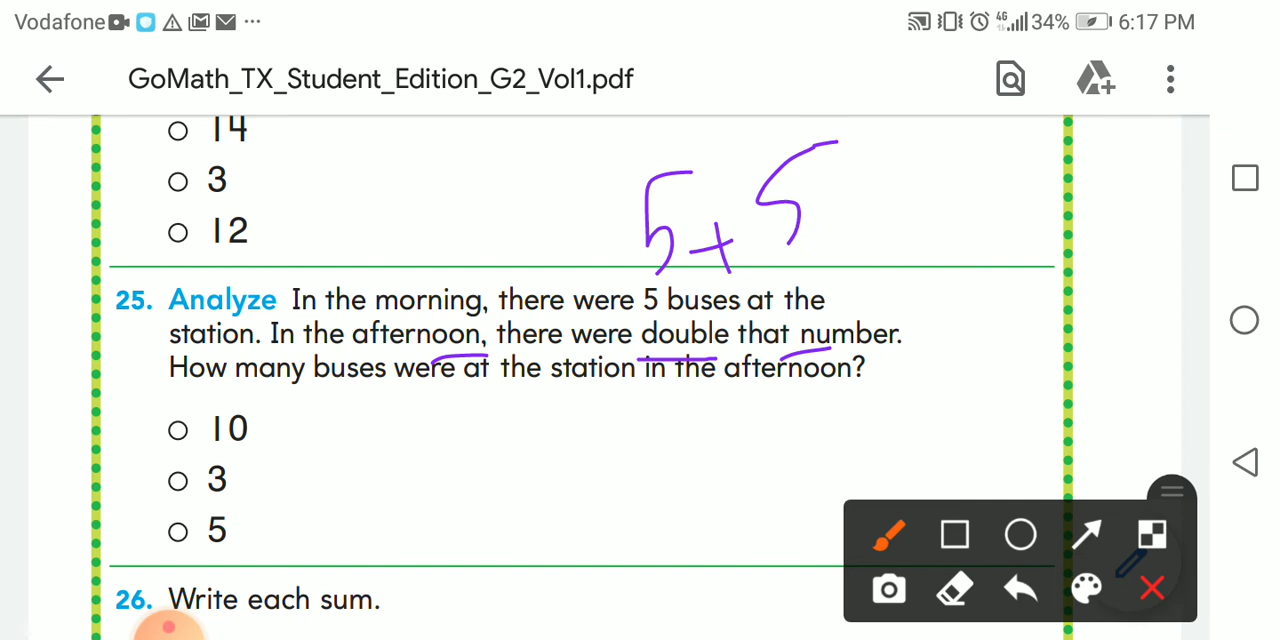 Vodafone 4G 34% 6:17 PM
GoMath_TX_Student_Edition_G2_Vol1.pdf
14
3
12
5+5
25. Analyze In the morning, there were 5 buses at the
station. In the afternoon, there were double that number.
How many buses were at the station in the afternoon?
10
3
5
26. Write each sum.